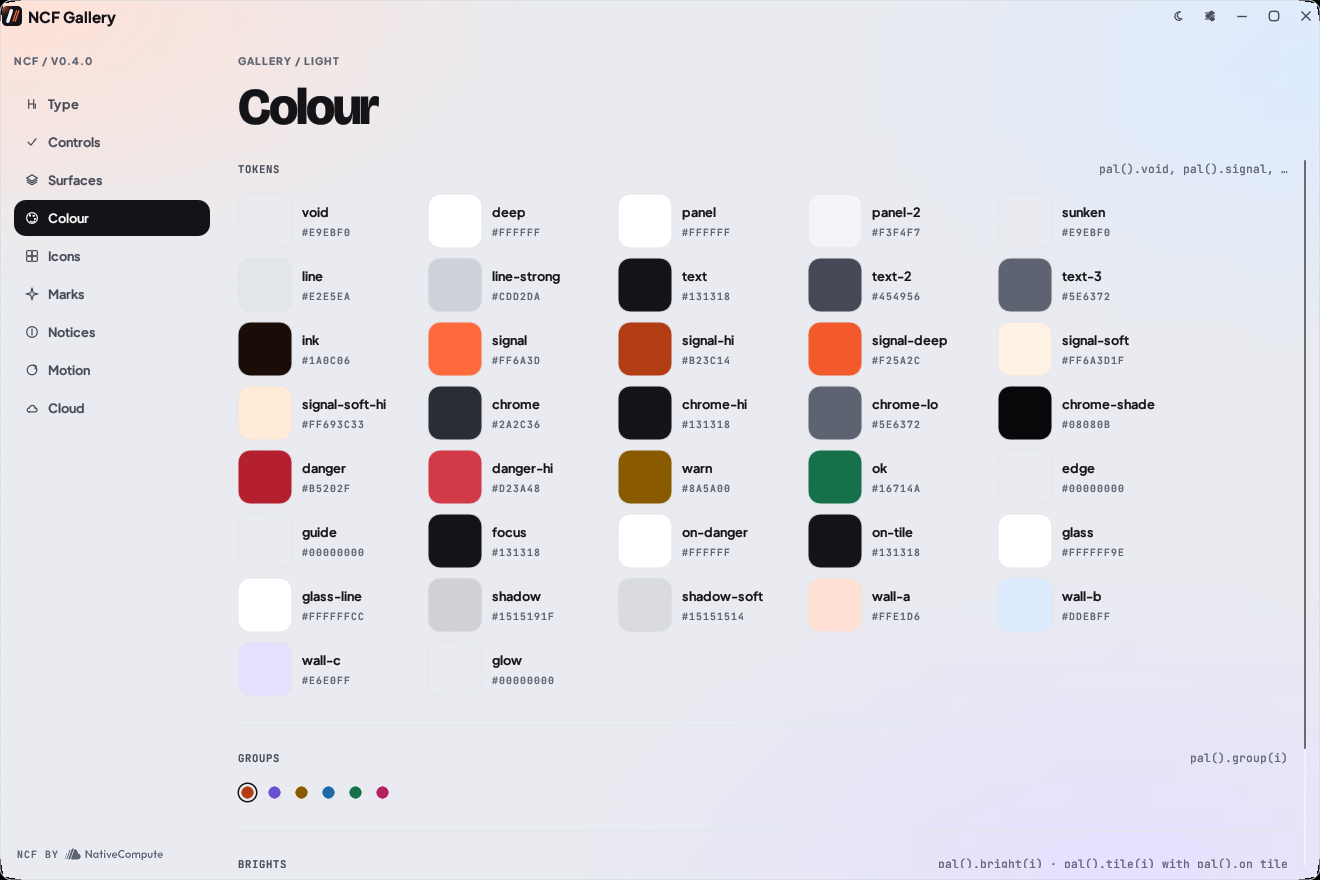 NCF Gallery
NCF / V0.4.0
Type
Controls
Surfaces
Colour
Icons
Marks
Notices
Motion
Cloud
NCF BY NativeCompute
GALLERY / LIGHT
Colour
TOKENS
pal().void, pal().signal, …
void
#E9EBF0
deep
#FFFFFF
panel
#FFFFFF
panel-2
#F3F4F7
sunken
#E9EBF0
line
#E2E5EA
line-strong
#CDD2DA
text
#131318
text-2
#454956
text-3
#5E6372
ink
#1A0C06
signal
#FF6A3D
signal-hi
#B23C14
signal-deep
#F25A2C
signal-soft
#FF6A3D1F
signal-soft-hi
#FF693C33
chrome
#2A2C36
chrome-hi
#131318
chrome-lo
#5E6372
chrome-shade
#08080B
danger
#B5202F
danger-hi
#D23A48
warn
#8A5A00
ok
#16714A
edge
#00000000
guide
#00000000
focus
#131318
on-danger
#FFFFFF
on-tile
#131318
glass
#FFFFFF9E
glass-line
#FFFFFFCC
shadow
#1515191F
shadow-soft
#15151514
wall-a
#FFE1D6
wall-b
#DDEBFF
wall-c
#E6E0FF
glow
#00000000
GROUPS
pal().group(i)
BRIGHTS
pal().bright(i) · pal().tile(i) with pal().on_tile